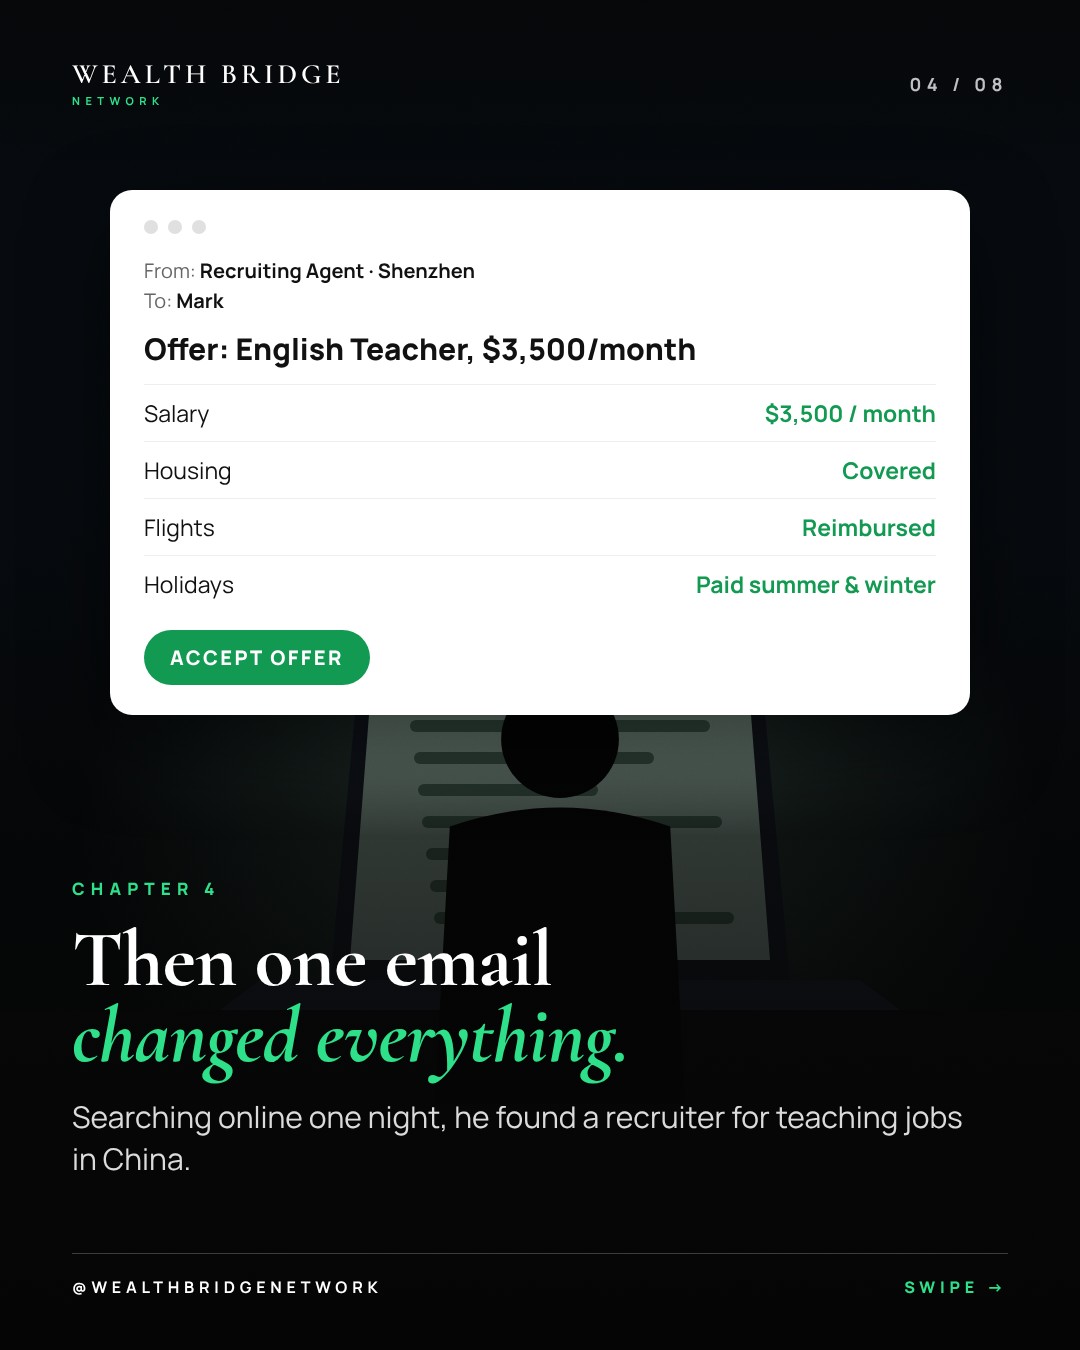 WEALTH BRIDGE
NETWORK
04 / 08
From: Recruiting Agent · Shenzhen
To: Mark
Offer: English Teacher, $3,500/month
Salary $3,500 / month
Housing Covered
Flights Reimbursed
Holidays Paid summer & winter
ACCEPT OFFER
CHAPTER 4
Then one email
changed everything.
Searching online one night, he found a recruiter for teaching jobs
in China.
@WEALTHBRIDGENETWORK
SWIPE →